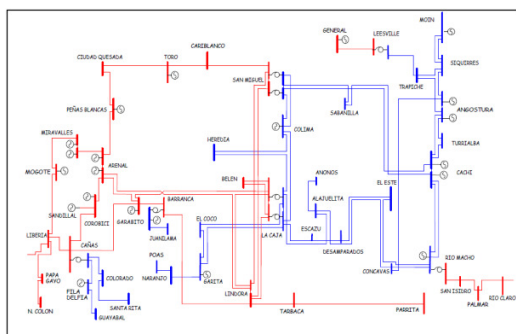 MOIN
GENERAL
CARIBLANCO
LEESVILLE
CIUDAD QUESADA
TORO
SIQUIRRES
SAN MIGUEL
TRAPICHE
PEÑAS BLANCAS
SABANILLA
ANGOSTURA
COLIMA
MIRAVALLES
HEREDIA
TURRIALBA
ARENAL
MOGOTE
BELÉN
ANONOS
CACHI
ALAJUELITA
EL ESTE
SANDILLAL
BARRANCA
COROBICI
GARABITO
EL COCO
LA CAJA
ESCAZU
JUANILAMA
DESAMPARADOS
LIBERIA
CAÑAS
POAS
RIO MACHO
CONCAVAS
PAPA
GAYO
COLORADO
NARANJO
GARITA
SAN ISIDRO
RIO CLARO
FILA
DELFIA
LINDORA
PALMAR
N. COLON
SANTA RITA
TARBACA
PARRITA
GUAYABAL